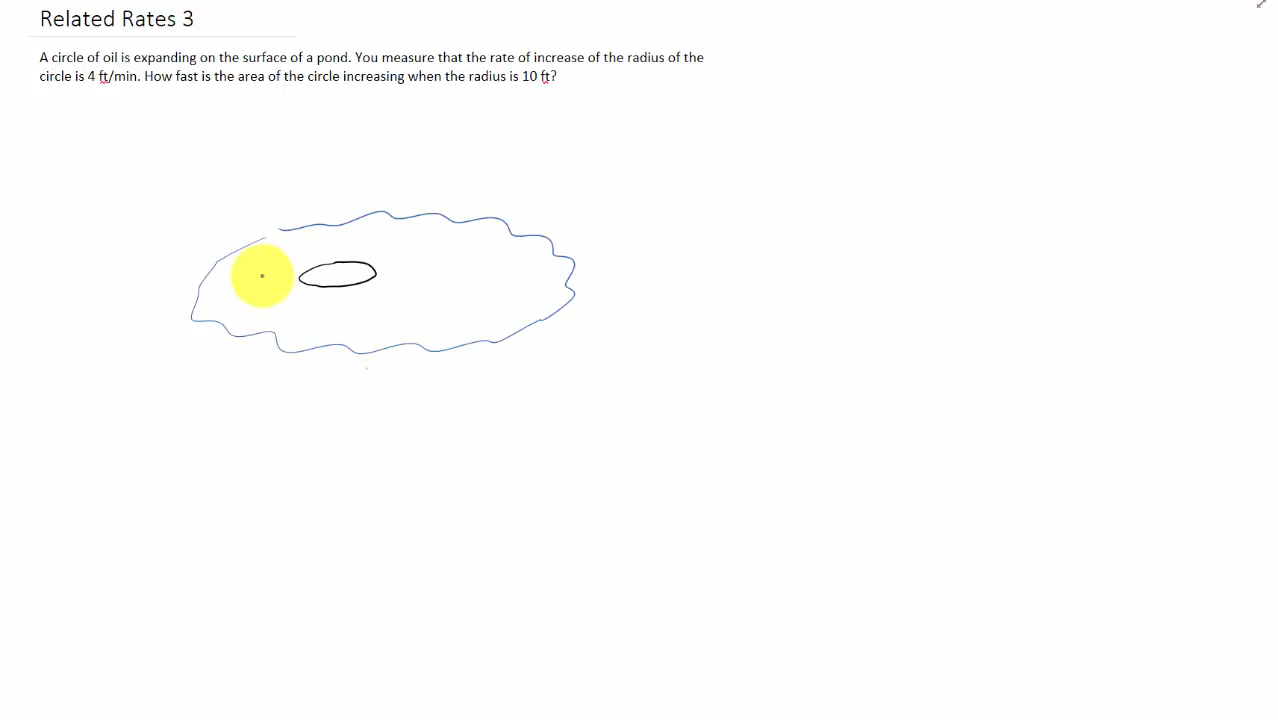 Related Rates 3
A circle of oil is expanding on the surface of a pond. You measure that the rate of increase of the radius of the
circle is 4 ft/min. How fast is the area of the circle increasing when the radius is 10 ft?